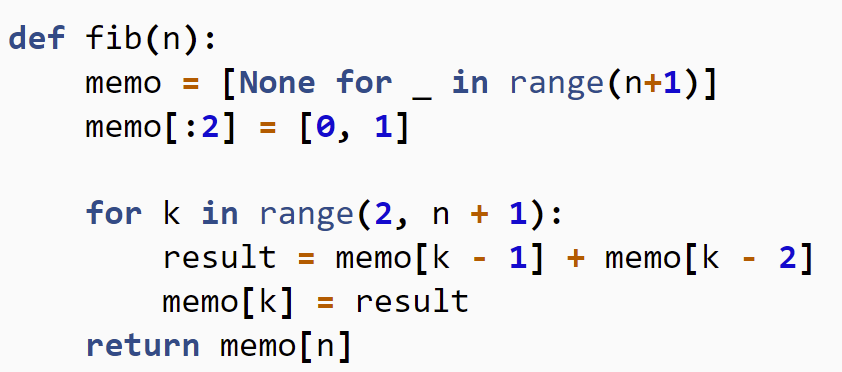 def fib(n):
    memo = [None for _ in range(n+1)]
    memo[:2] = [0, 1]

    for k in range(2, n + 1):
        result = memo[k - 1] + memo[k - 2]
        memo[k] = result
    return memo[n]